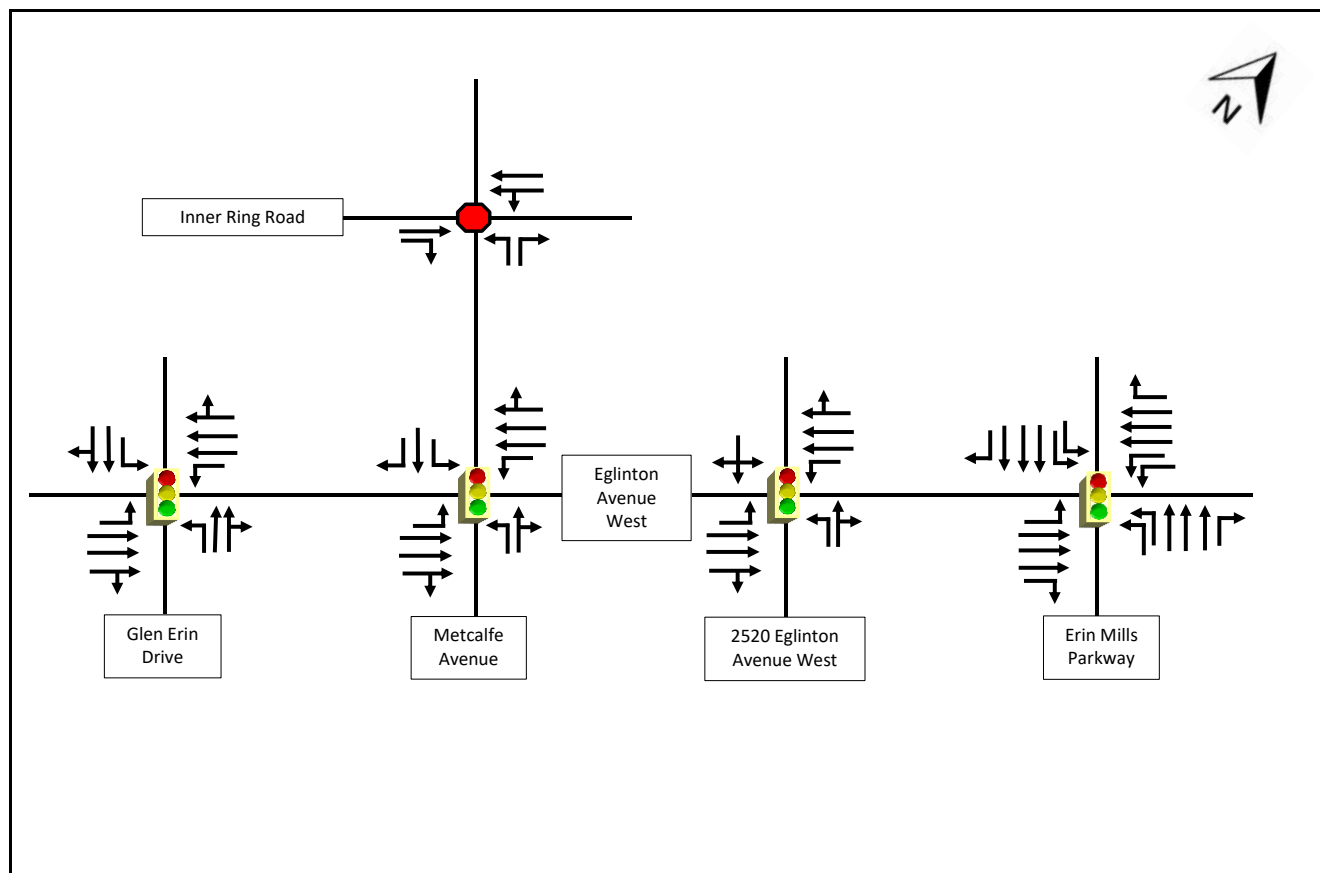 N
Inner Ring Road
Eglinton
Avenue
West
Glen Erin
Drive
Metcalfe
Avenue
2520 Eglinton
Avenue West
Erin Mills
Parkway